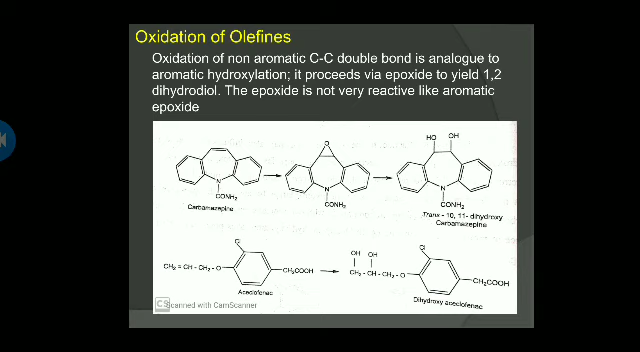 Oxidation of Olefines
Oxidation of non aromatic C-C double bond is analogue to
aromatic hydroxylation; it proceeds via epoxide to yield 1,2
dihydrodiol. The epoxide is not very reactive like aromatic
epoxide
O
HO OH
N
N
N
CONH₂
CONH₂
CONH₂
Carbamazepine
Trans - 10, 11- dihydroxy
Carbamazepine
Cl
OH OH
Cl
CH₂ = CH - CH₂ - O
CH₂COOH
CH₂ - CH - CH₂ - O
CH₂COOH
Aceclofenac
Dihydroxy aceclofenac
CS Scanned with CamScanner